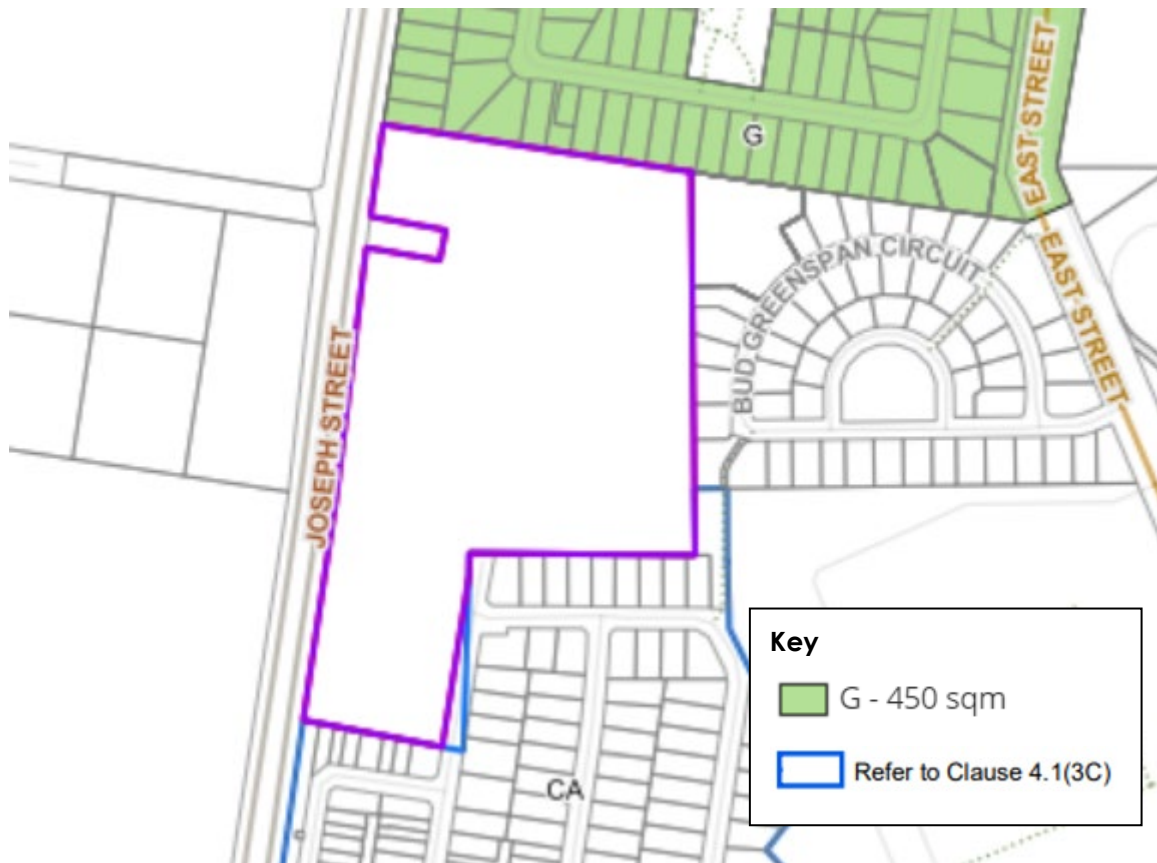 EAST STREET
G
EAST STREET
BUD GREENSPAN CIRCUIT
JOSEPH STREET
CA
Key
G - 450 sqm
Refer to Clause 4.1(3C)